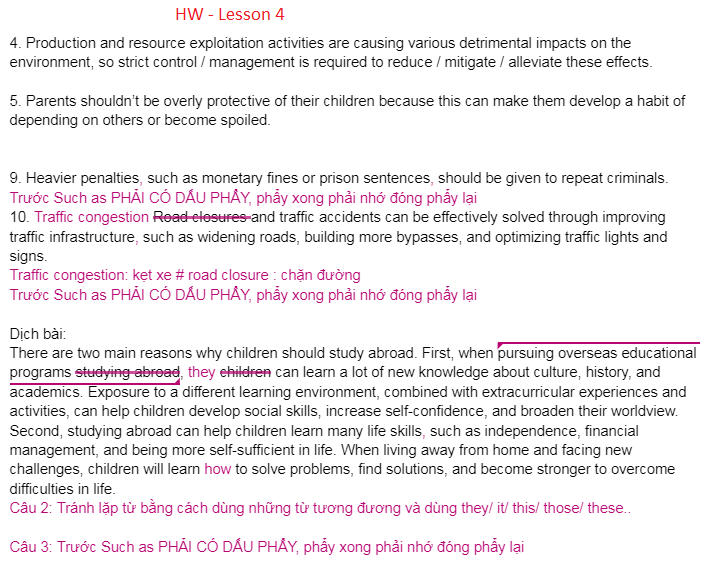 HW - Lesson 4
4. Production and resource exploitation activities are causing various detrimental impacts on the
environment, so strict control / management is required to reduce / mitigate / alleviate these effects.
5. Parents shouldn’t be overly protective of their children because this can make them develop a habit of
depending on others or become spoiled.
9. Heavier penalties, such as monetary fines or prison sentences, should be given to repeat criminals.
Trước Such as PHẢI CÓ DẤU PHẨY, phẩy xong phải nhớ đóng phẩy lại
10. Traffic congestion Road closures and traffic accidents can be effectively solved through improving
traffic infrastructure, such as widening roads, building more bypasses, and optimizing traffic lights and
signs.
Traffic congestion: kẹt xe # road closure : chặn đường
Trước Such as PHẢI CÓ DẤU PHẨY, phẩy xong phải nhớ đóng phẩy lại
Dịch bài:
There are two main reasons why children should study abroad. First, when pursuing overseas educational
programs studying abroad, they children can learn a lot of new knowledge about culture, history, and
academics. Exposure to a different learning environment, combined with extracurricular experiences and
activities, can help children develop social skills, increase self-confidence, and broaden their worldview.
Second, studying abroad can help children learn many life skills, such as independence, financial
management, and being more self-sufficient in life. When living away from home and facing new
challenges, children will learn how to solve problems, find solutions, and become stronger to overcome
difficulties in life.
Câu 2: Tránh lặp từ bằng cách dùng những từ tương đương và dùng they/ it/ this/ those/ these..
Câu 3: Trước Such as PHẢI CÓ DẤU PHẨY, phẩy xong phải nhớ đóng phẩy lại